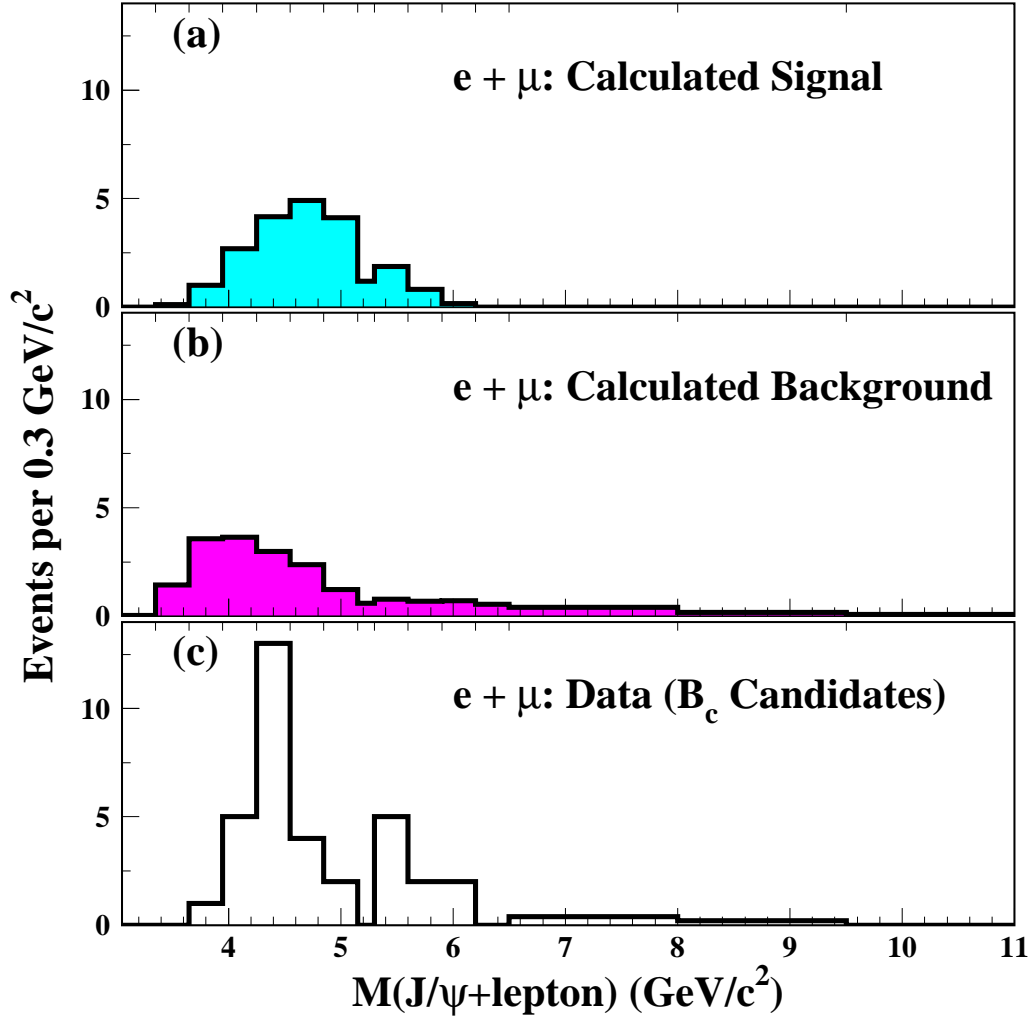 (a)
e + μ: Calculated Signal
10
5
0
(b)
e + μ: Calculated Background
10
5
0
(c)
e + μ: Data (B_c Candidates)
10
5
0
4 5 6 7 8 9 10 11
M(J/ψ+lepton) (GeV/c²)
Events per 0.3 GeV/c²